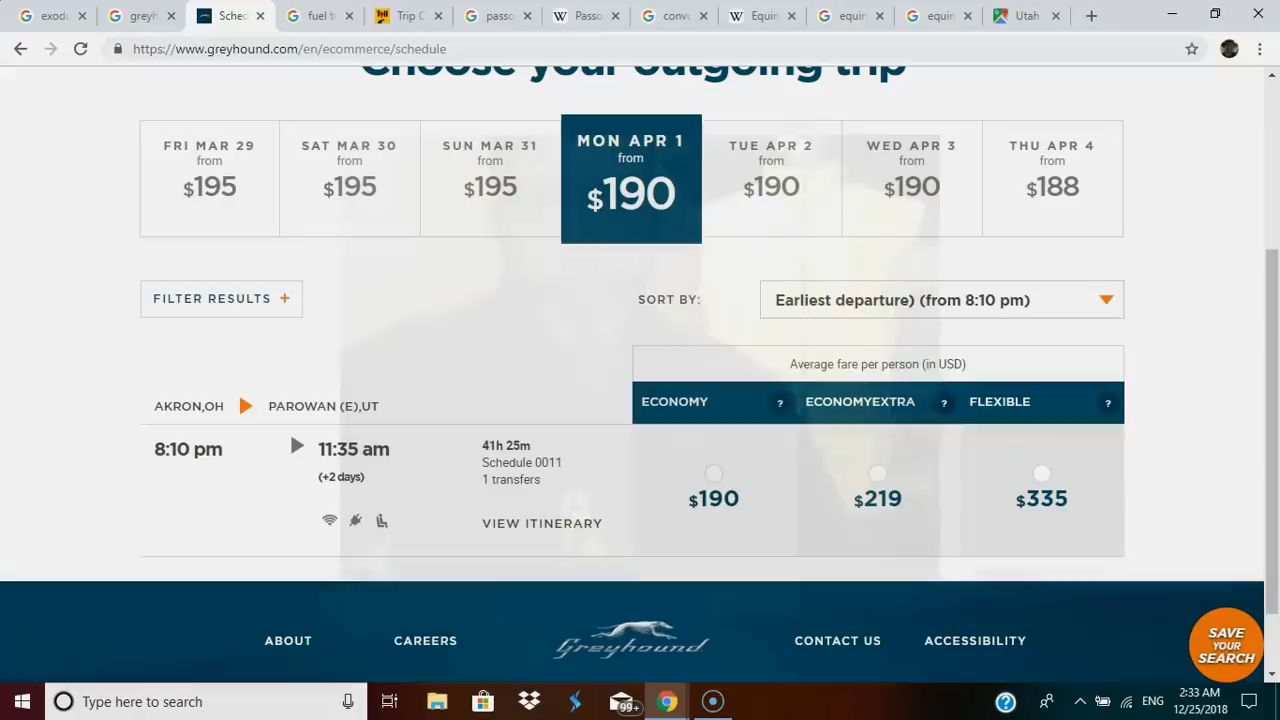 exodu
greyh
Sched
fuel t
Trip C
passo
Passo
conv
Equin
equin
equin
Utah
https://www.greyhound.com/en/ecommerce/schedule
Choose your outgoing trip
FRI MAR 29
from
$195
SAT MAR 30
from
$195
SUN MAR 31
from
$195
MON APR 1
from
$190
TUE APR 2
from
$190
WED APR 3
from
$190
THU APR 4
from
$188
FILTER RESULTS +
SORT BY:
Earliest departure) (from 8:10 pm)
Average fare per person (in USD)
ECONOMY ?
ECONOMYEXTRA ?
FLEXIBLE ?
AKRON,OH PAROWAN (E),UT
8:10 pm
11:35 am
(+2 days)
41h 25m
Schedule 0011
1 transfers
VIEW ITINERARY
$190
$219
$335
ABOUT
CAREERS
Greyhound
CONTACT US
ACCESSIBILITY
SAVE
YOUR
SEARCH
Type here to search
99+
ENG
2:33 AM
12/25/2018